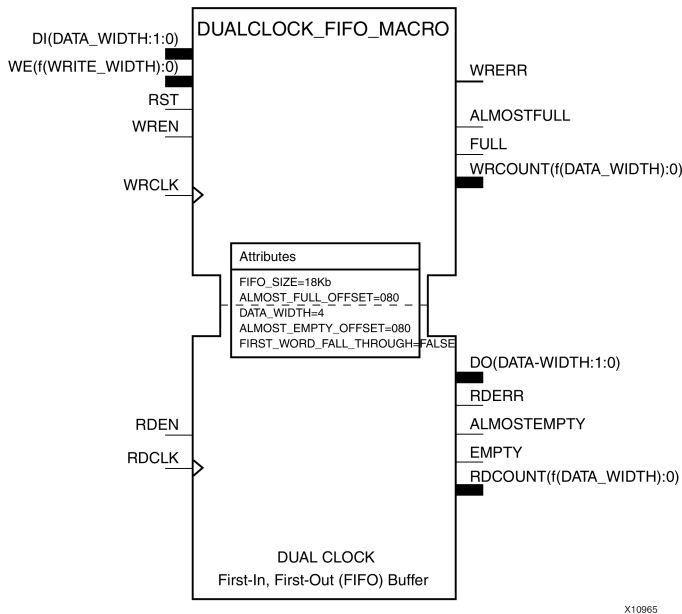 DUALCLOCK_FIFO_MACRO
DI(DATA_WIDTH:1:0)
WE(f(WRITE_WIDTH):0)
RST
WREN
WRCLK
WRERR
ALMOSTFULL
FULL
WRCOUNT(f(DATA_WIDTH):0)
Attributes
FIFO_SIZE=18Kb
ALMOST_FULL_OFFSET=080
DATA_WIDTH=4
ALMOST_EMPTY_OFFSET=080
FIRST_WORD_FALL_THROUGH=FALSE
RDEN
RDCLK
DO(DATA-WIDTH:1:0)
RDERR
ALMOSTEMPTY
EMPTY
RDCOUNT(f(DATA_WIDTH):0)
DUAL CLOCK
First-In, First-Out (FIFO) Buffer
X10965